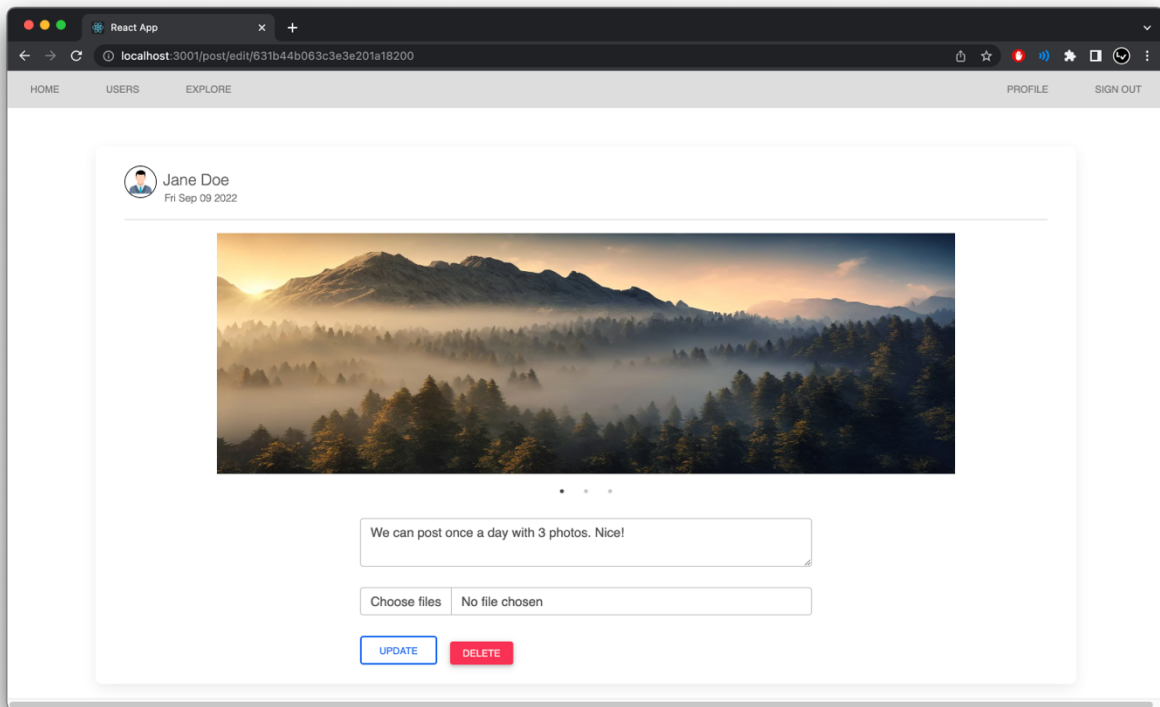 React App
localhost:3001/post/edit/631b44b063c3e3e201a18200
HOME USERS EXPLORE PROFILE SIGN OUT
Jane Doe
Fri Sep 09 2022
We can post once a day with 3 photos. Nice!
Choose files No file chosen
UPDATE DELETE